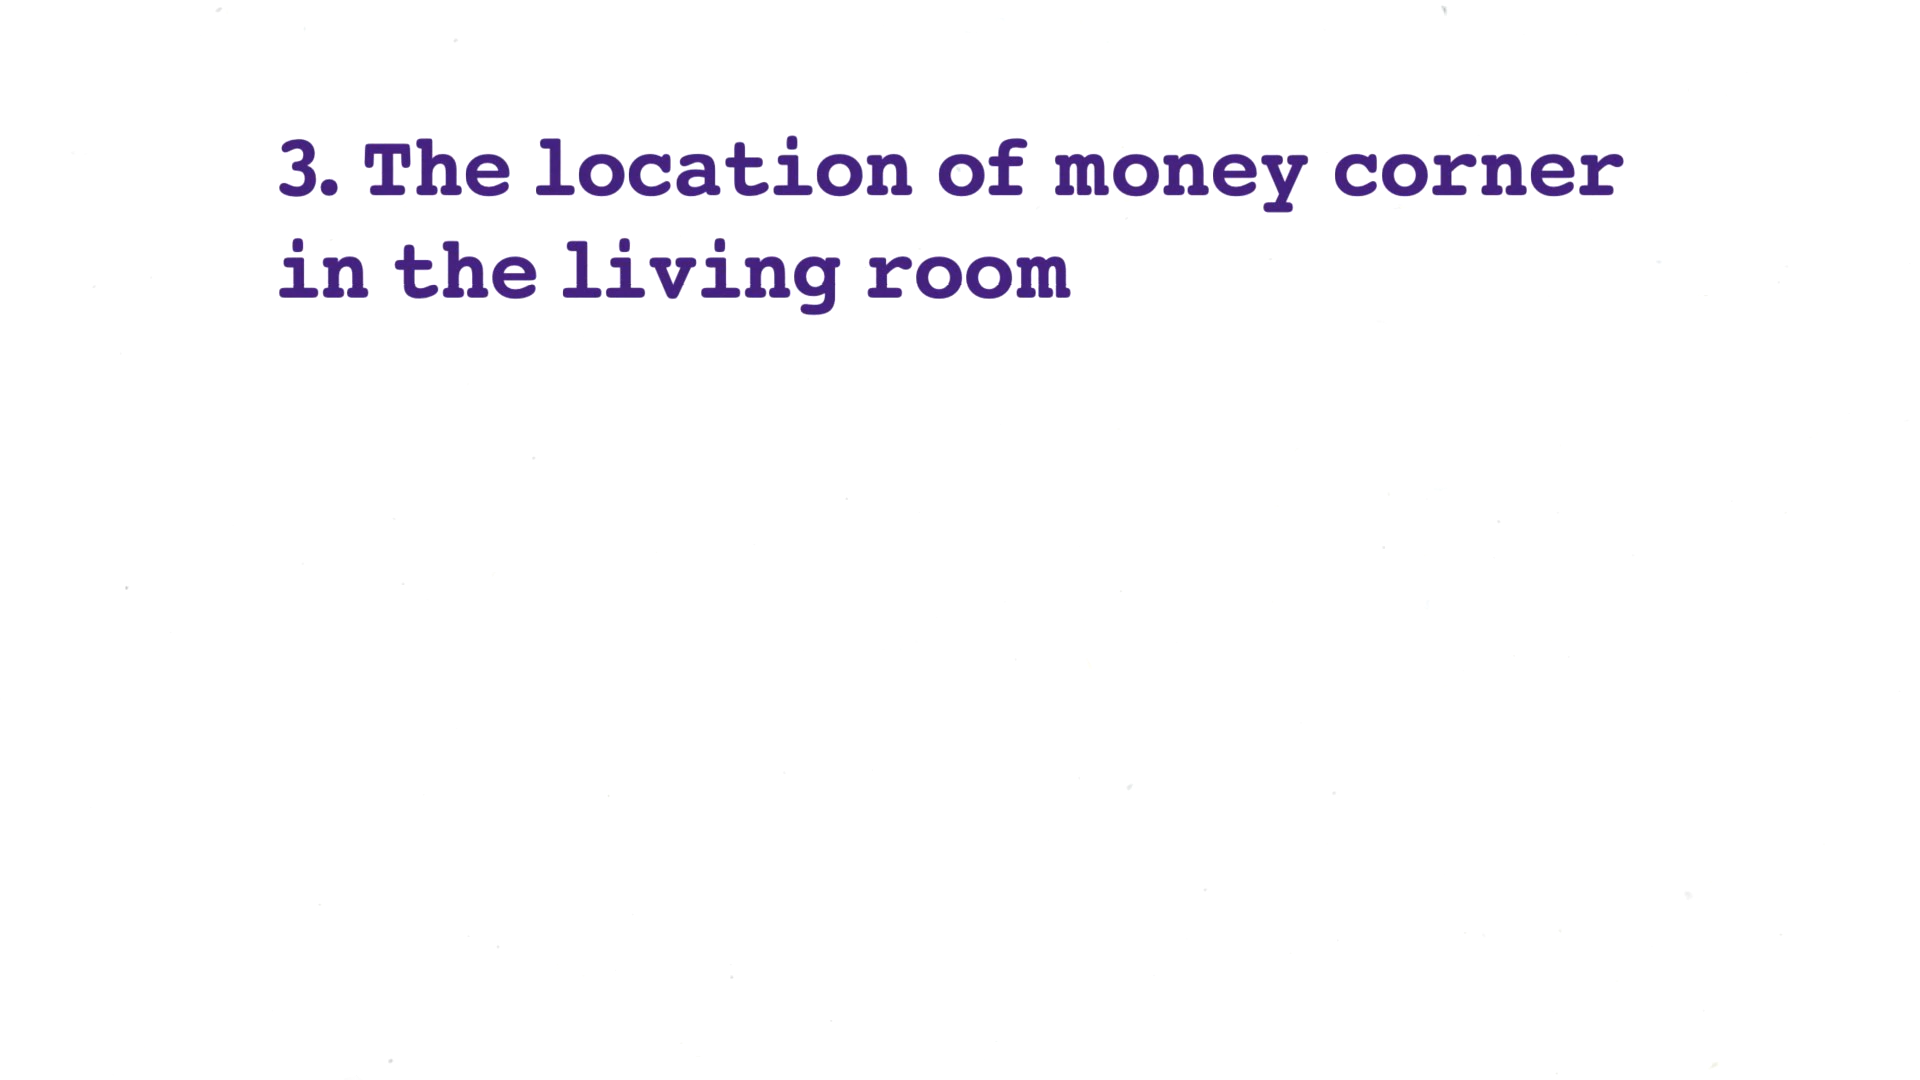 3. The location of money corner
in the living room